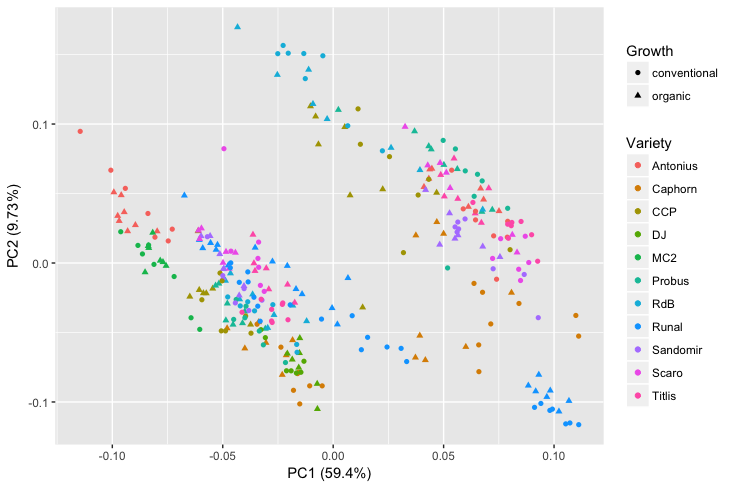 Growth
conventional
organic
Variety
Antonius
Caphorn
CCP
DJ
MC2
Probus
RdB
Runal
Sandomir
Scaro
Titlis
PC2 (9.73%)
0.1
0.0
-0.1
-0.10
-0.05
0.00
0.05
0.10
PC1 (59.4%)